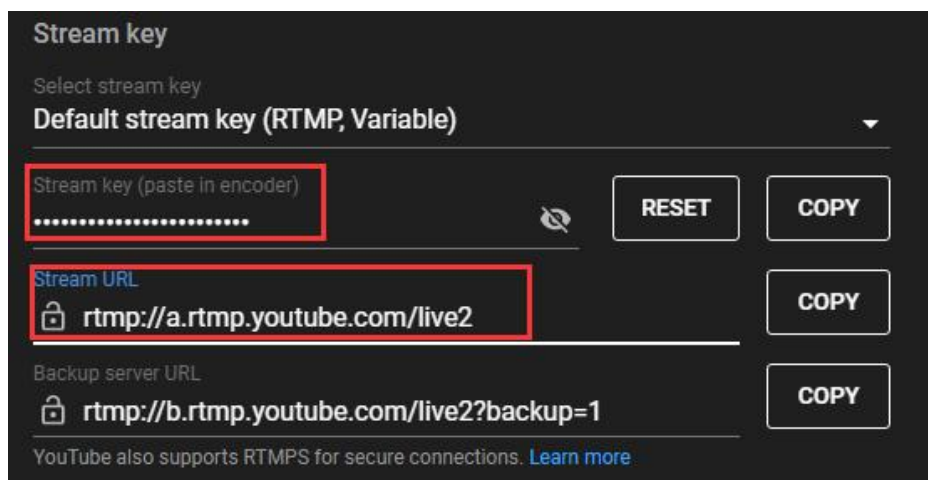 Stream key
Select stream key
Default stream key (RTMP, Variable)
Stream key (paste in encoder)
••••••••••••••••••••••••
RESET
COPY
Stream URL
rtmp://a.rtmp.youtube.com/live2
COPY
Backup server URL
rtmp://b.rtmp.youtube.com/live2?backup=1
COPY
YouTube also supports RTMPS for secure connections. Learn more